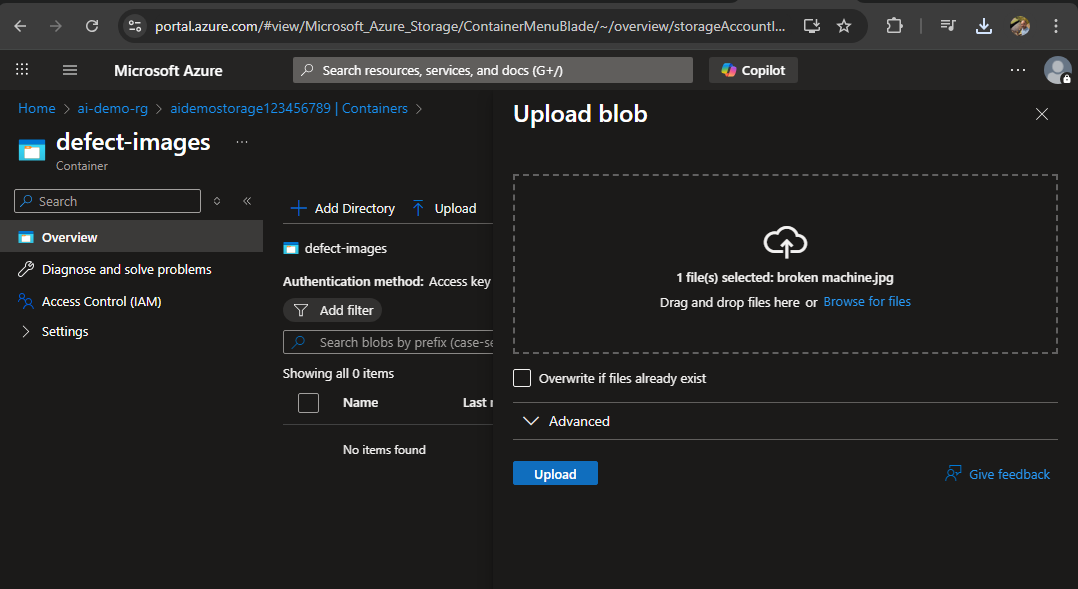 portal.azure.com/#view/Microsoft_Azure_Storage/ContainerMenuBlade/~/overview/storageAccountI...
Microsoft Azure
Search resources, services, and docs (G+/)
Copilot
Home > ai-demo-rg > aidemostorage123456789 | Containers >
defect-images
Container
Search
Overview
Diagnose and solve problems
Access Control (IAM)
Settings
Add Directory
Upload
defect-images
Authentication method: Access key
Add filter
Search blobs by prefix (case-se
Showing all 0 items
Name Last
No items found
Upload blob
1 file(s) selected: broken machine.jpg
Drag and drop files here or Browse for files
Overwrite if files already exist
Advanced
Upload
Give feedback